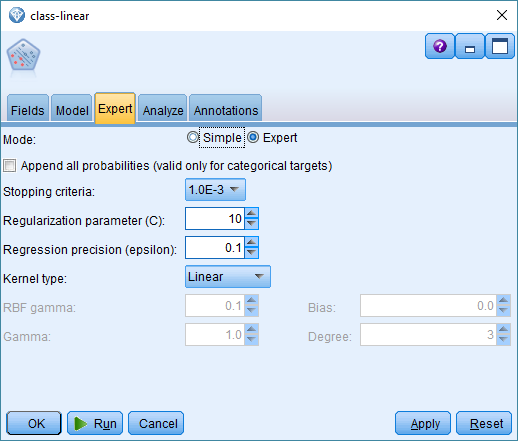 class-linear
Fields Model Expert Analyze Annotations
Mode: Simple Expert
Append all probabilities (valid only for categorical targets)
Stopping criteria: 1.0E-3
Regularization parameter (C): 10
Regression precision (epsilon): 0.1
Kernel type: Linear
RBF gamma: 0.1 Bias: 0.0
Gamma: 1.0 Degree: 3
OK Run Cancel Apply Reset